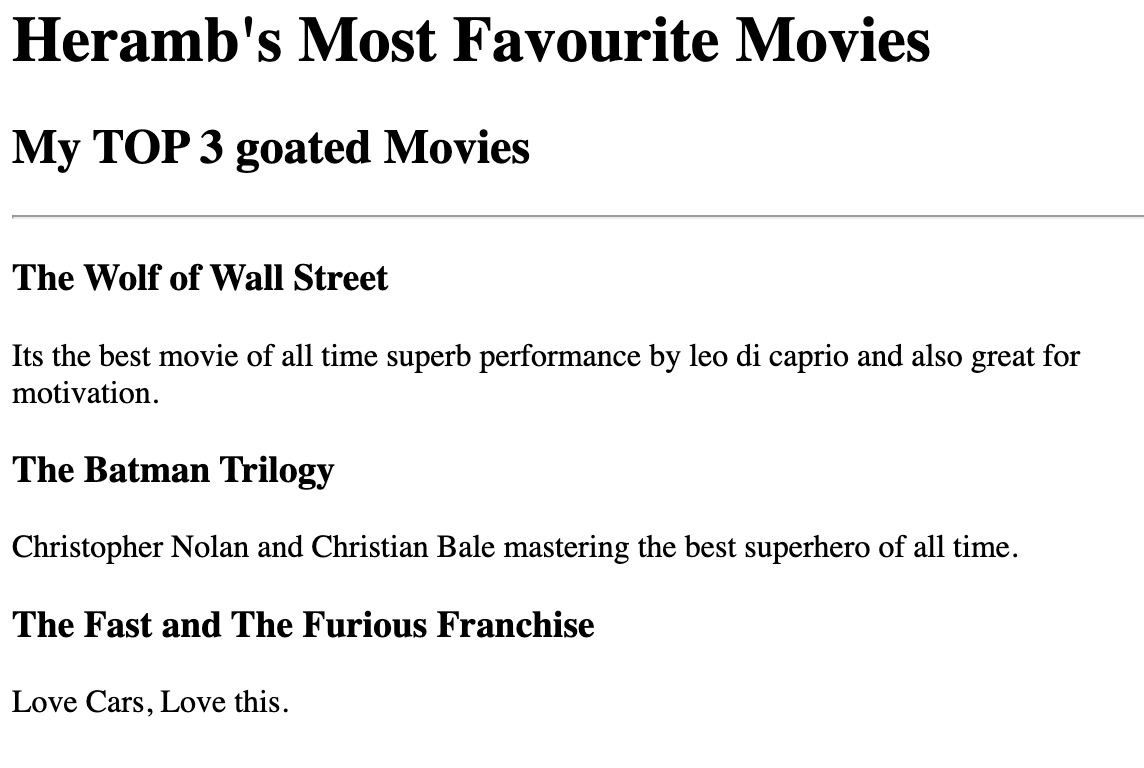 Heramb's Most Favourite Movies
My TOP 3 goated Movies
The Wolf of Wall Street
Its the best movie of all time superb performance by leo di caprio and also great for
motivation.
The Batman Trilogy
Christopher Nolan and Christian Bale mastering the best superhero of all time.
The Fast and The Furious Franchise
Love Cars, Love this.